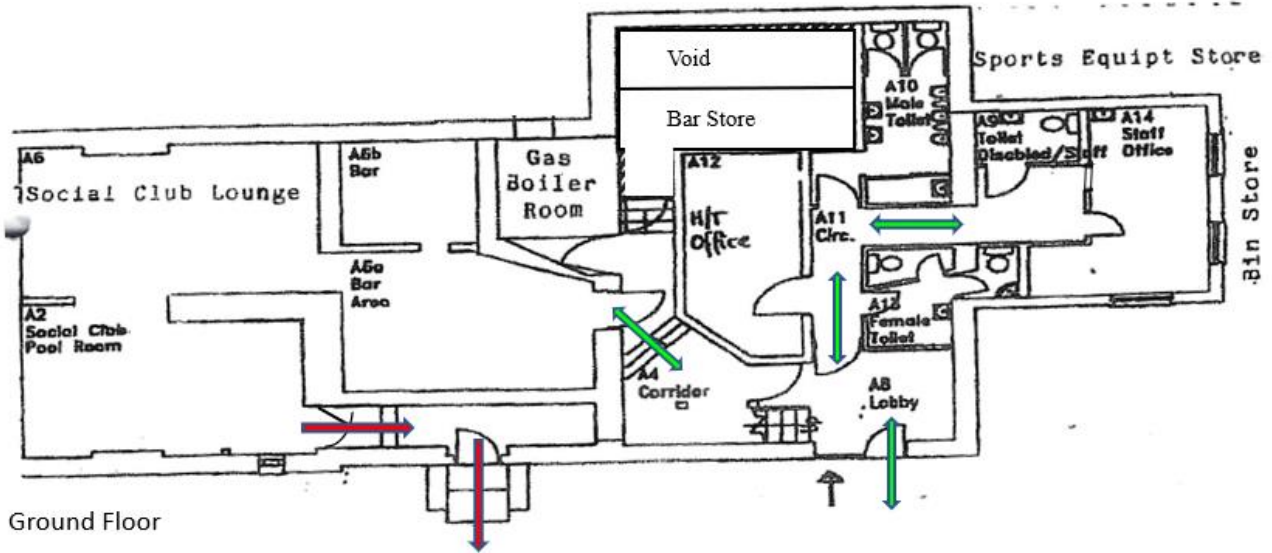 Void
Bar Store
Sports Equipt Store
A10
Male
Toilet
A9
Toilet
Disabled/Staff
A14
Staff
Office
A6
Social Club Lounge
A6b
Bar
Gas
Boiler
Room
A12
H/T
Office
A11
Circ.
Bin Store
A6a
Bar
Area
A2
Social Club
Pool Room
A13
Female
Toilet
A4
Corridor
A8
Lobby
Ground Floor